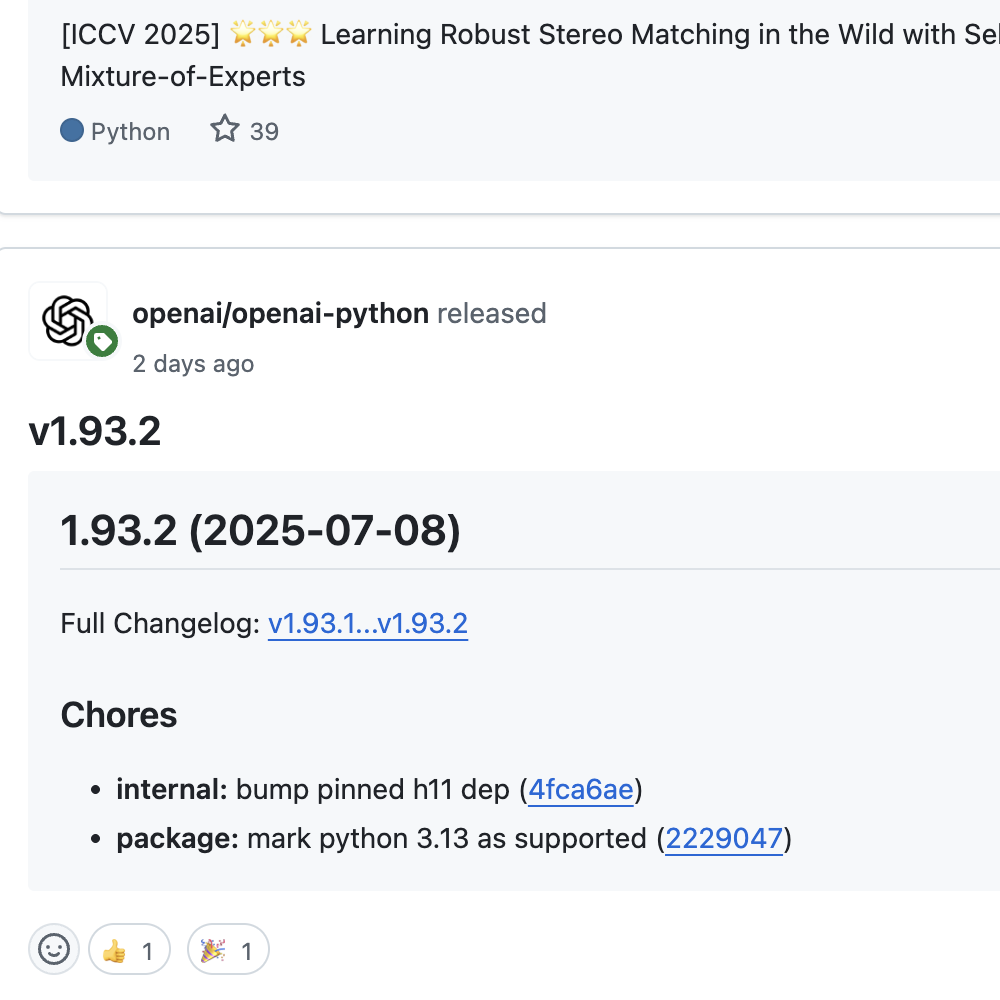 [ICCV 2025] 🌟🌟🌟 Learning Robust Stereo Matching in the Wild with
Mixture-of-Experts
Python 39
openai/openai-python released
2 days ago
v1.93.2
1.93.2 (2025-07-08)
Full Changelog: v1.93.1...v1.93.2
Chores
• internal: bump pinned h11 dep (4fca6ae)
• package: mark python 3.13 as supported (2229047)
👍 1 🎉 1